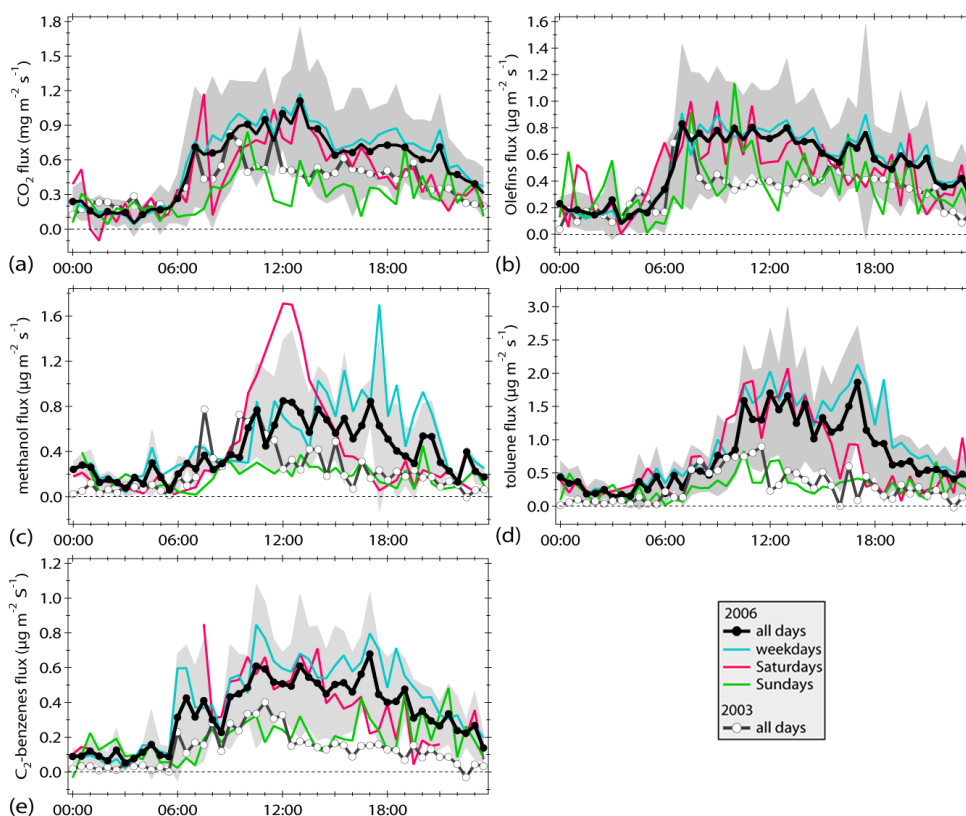 CO2 flux (mg m-2 s-1)
1.8
1.5
1.2
0.9
0.6
0.3
0.0
(a)
00:00 06:00 12:00 18:00
Olefins flux (µg m-2 s-1)
1.6
1.4
1.2
1.0
0.8
0.6
0.4
0.2
0.0
(b)
00:00 06:00 12:00 18:00
methanol flux (µg m-2 s-1)
1.6
1.2
0.8
0.4
0.0
(c)
00:00 06:00 12:00 18:00
toluene flux (µg m-2 s-1)
3.0
2.5
2.0
1.5
1.0
0.5
0.0
(d)
00:00 06:00 12:00 18:00
C2-benzenes flux (µg m-2 S-1)
1.2
1.0
0.8
0.6
0.4
0.2
0.0
(e)
00:00 06:00 12:00 18:00
2006
all days
weekdays
Saturdays
Sundays
2003
all days